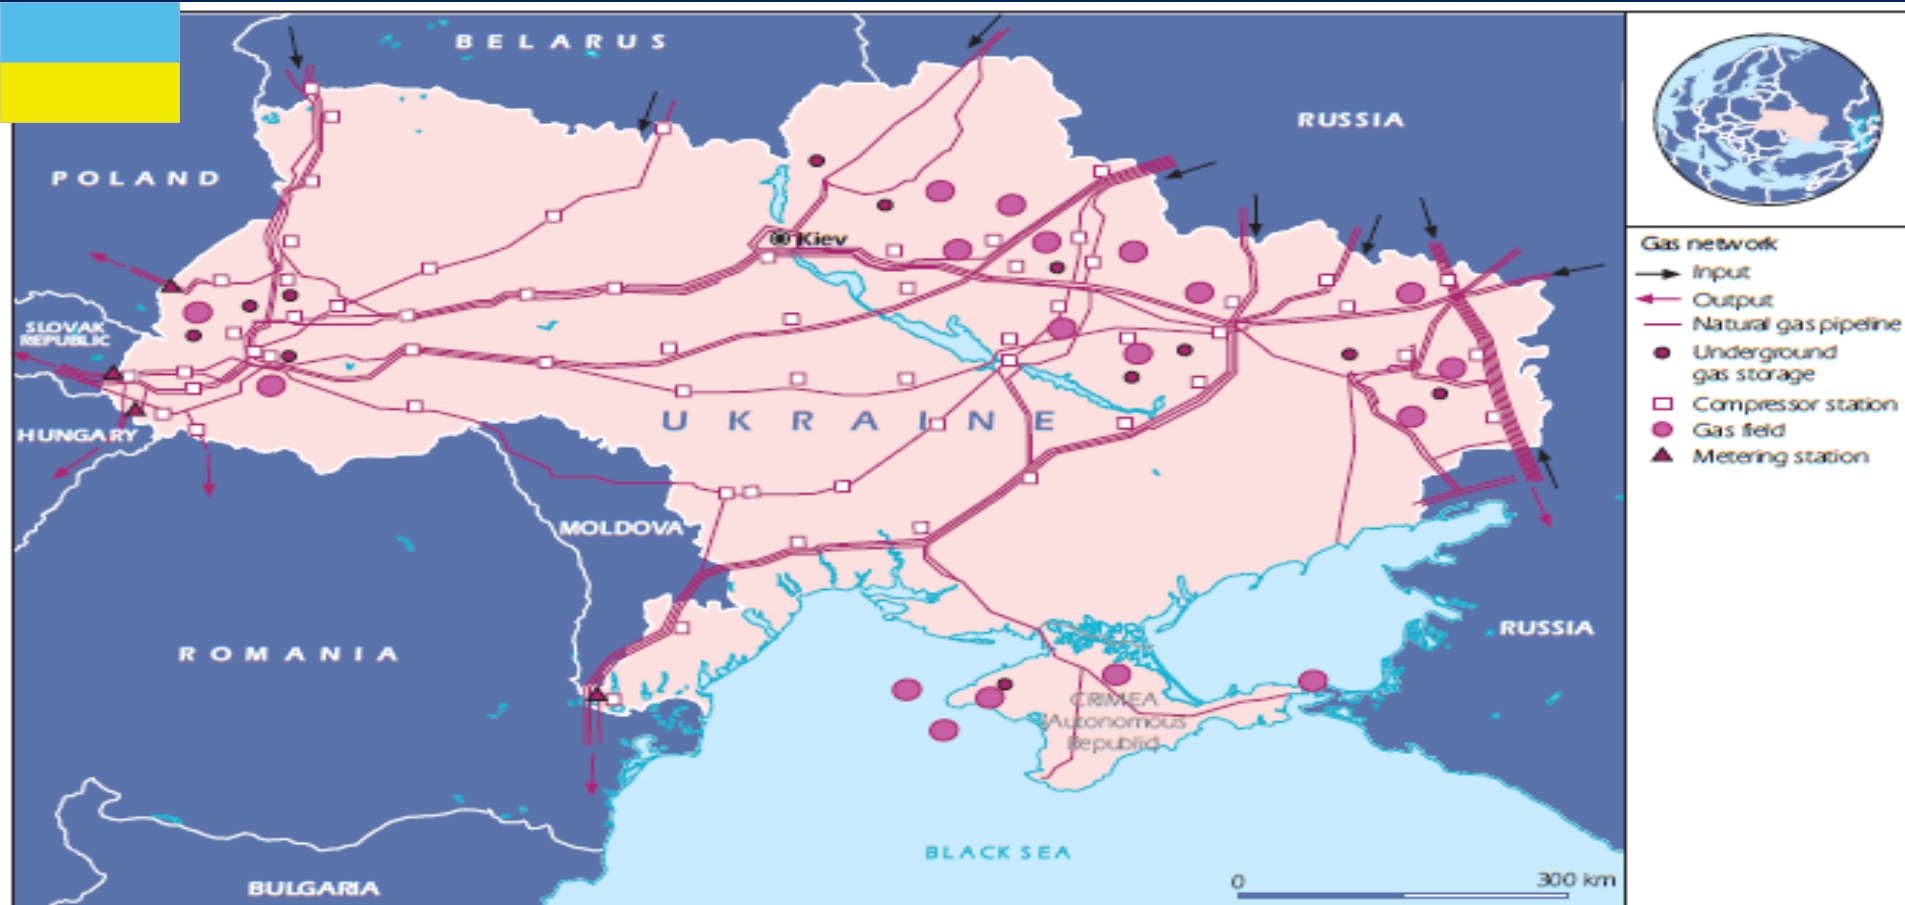 BELARUS
RUSSIA
POLAND
Kiev
SLOVAK
REPUBLIC
HUNGARY
UKRAINE
MOLDOVA
ROMANIA
RUSSIA
CRIMEA
Autonomous
Republic
BLACK SEA
BULGARIA
0 300 km
Gas network
Input
Output
Natural gas pipeline
Underground
gas storage
Compressor station
Gas field
Metering station